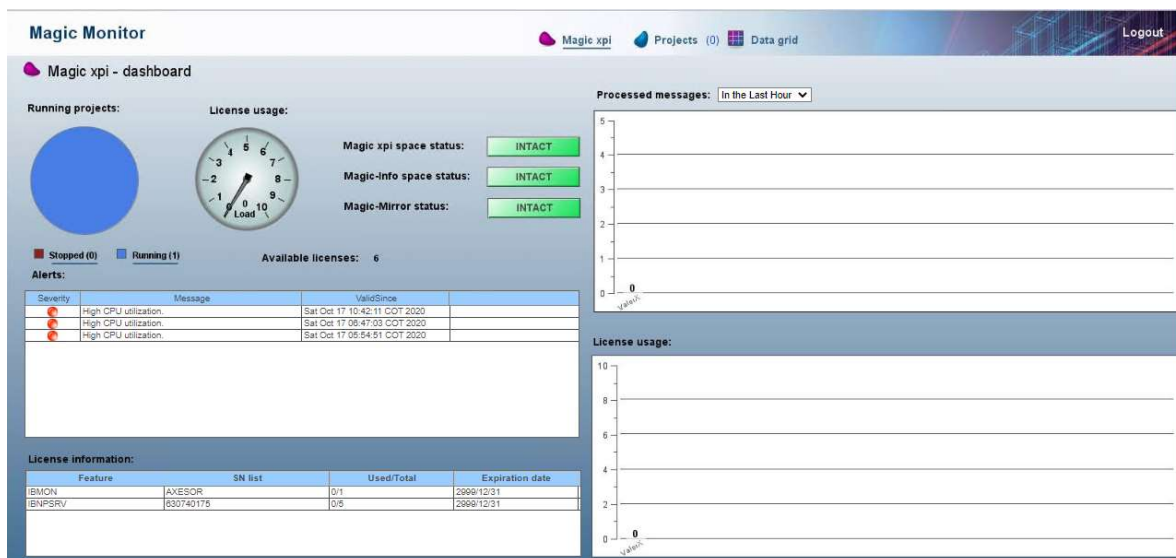 Magic Monitor
Magic xpi Projects (0) Data grid
Logout
Magic xpi - dashboard
Running projects:
License usage:
0 1 2 3 4 5 6 7 8 9 10
0
Load
Magic xpi space status: INTACT
Magic-Info space status: INTACT
Magic-Mirror status: INTACT
Stopped (0) Running (1)
Available licenses: 6
Alerts:
Severity Message ValidSince
High CPU utilization. Sat Oct 17 10:42:11 COT 2020
High CPU utilization. Sat Oct 17 06:47:03 COT 2020
High CPU utilization. Sat Oct 17 05:54:51 COT 2020
License information:
Feature SN list Used/Total Expiration date
IBMON AXESOR 0/1 2999/12/31
IBNPSRV 630740175 0/5 2999/12/31
Processed messages: In the Last Hour
5
4
3
2
1
0
0
ValerX
License usage:
10
8
6
4
2
0
0
ValerX